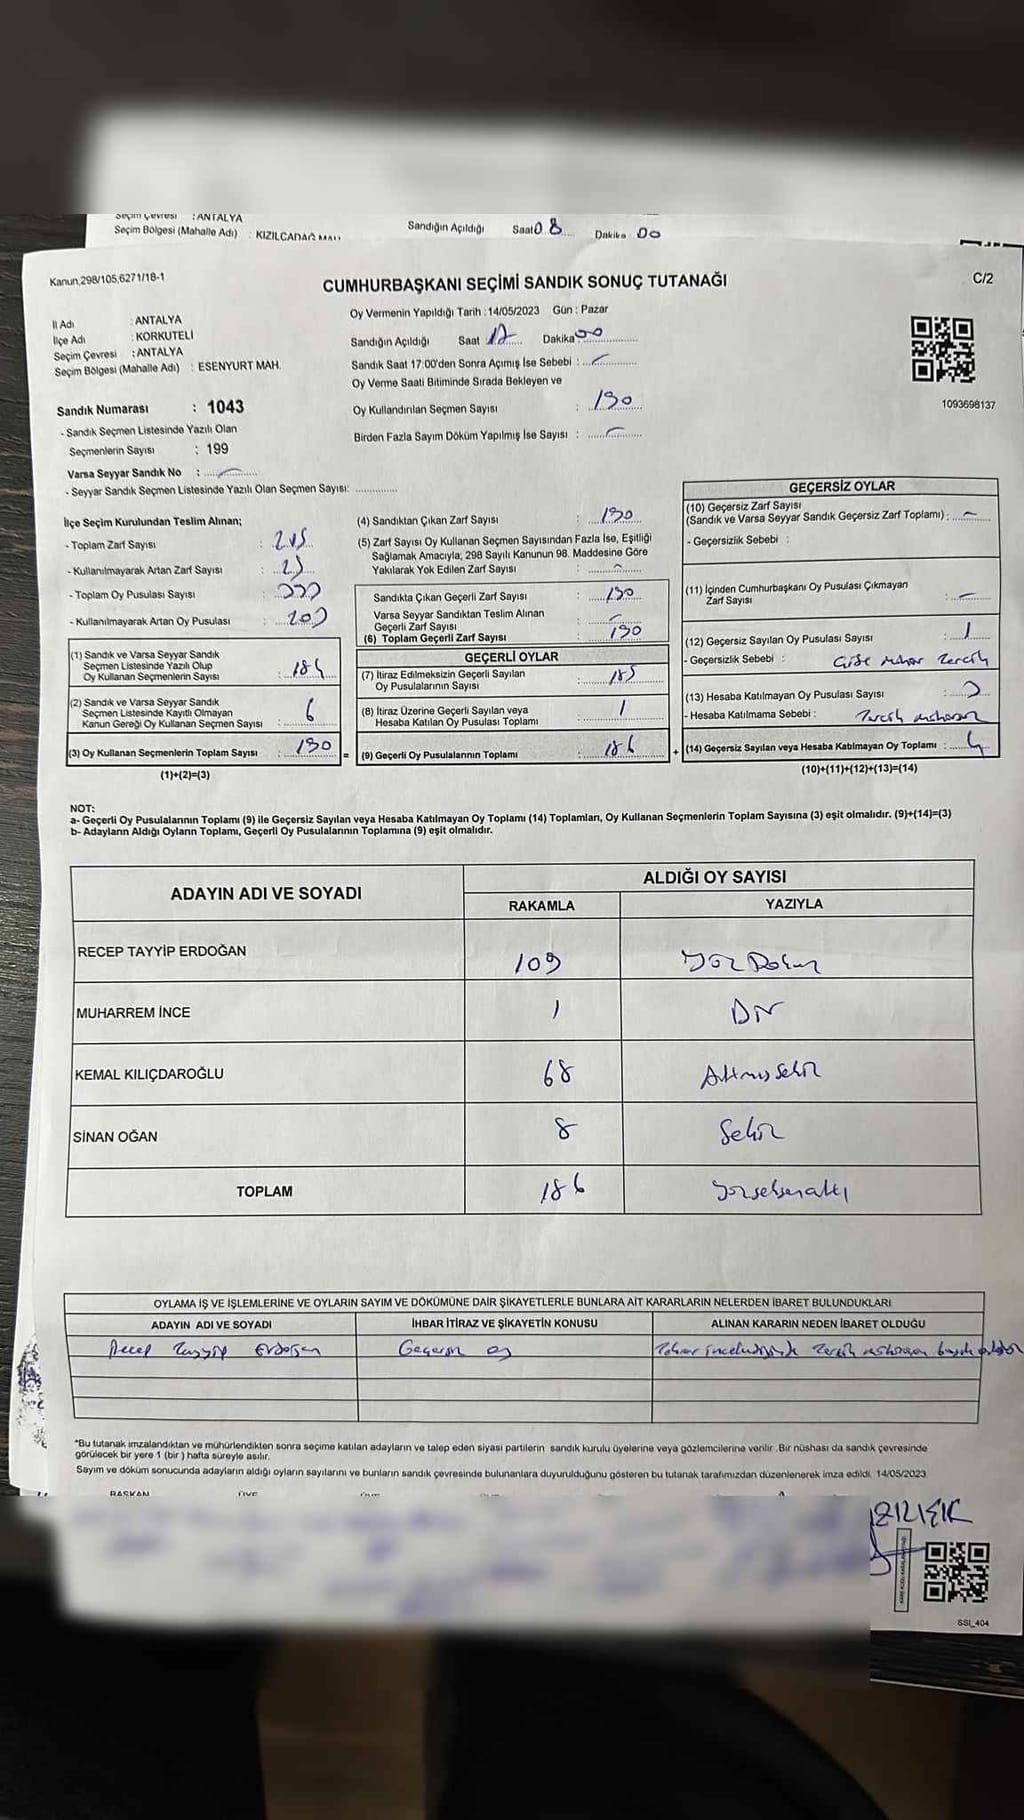 Seçim Çevresi : ANTALYA
Seçim Bölgesi (Mahalle Adı) : KIZILCADAĞ MAH.
Sandığın Açıldığı Saat 08 Dakika 00
Kanun,298/105,6271/18-1
CUMHURBAŞKANI SEÇİMİ SANDIK SONUÇ TUTANAĞI
C/2
İl Adı : ANTALYA
İlçe Adı : KORKUTELİ
Seçim Çevresi : ANTALYA
Seçim Bölgesi (Mahalle Adı) : ESENYURT MAH.
Oy Vermenin Yapıldığı Tarih : 14/05/2023 Gün : Pazar
Sandığın Açıldığı Saat 17 Dakika 00
Sandık Saat 17:00'den Sonra Açımış İse Sebebi : -
Oy Verme Saati Bitiminde Sırada Bekleyen ve
Oy Kullandırılan Seçmen Sayısı : 190
Birden Fazla Sayım Döküm Yapılmış İse Sayısı : -
1093698137
Sandık Numarası : 1043
- Sandık Seçmen Listesinde Yazılı Olan
Seçmenlerin Sayısı : 199
Varsa Seyyar Sandık No : -
- Seyyar Sandık Seçmen Listesinde Yazılı Olan Seçmen Sayısı:
İlçe Seçim Kurulundan Teslim Alınan;
- Toplam Zarf Sayısı : 215
- Kullanılmayarak Artan Zarf Sayısı : 25
- Toplam Oy Pusulası Sayısı :
- Kullanılmayarak Artan Oy Pusulası :
(1) Sandık ve Varsa Seyyar Sandık
Seçmen Listesinde Yazılı Olup
Oy Kullanan Seçmenlerin Sayısı : 184
(2) Sandık ve Varsa Seyyar Sandık
Seçmen Listesinde Kayıtlı Olmayan
Kanun Gereği Oy Kullanan Seçmen Sayısı : 6
(3) Oy Kullanan Seçmenlerin Toplam Sayısı : 190 =
(1)+(2)=(3)
(4) Sandıktan Çıkan Zarf Sayısı : 190
(5) Zarf Sayısı Oy Kullanan Seçmen Sayısından Fazla İse, Eşitliği
Sağlamak Amacıyla; 298 Sayılı Kanunun 98. Maddesine Göre
Yakılarak Yok Edilen Zarf Sayısı : -
Sandıkta Çıkan Geçerli Zarf Sayısı : 190
Varsa Seyyar Sandıktan Teslim Alınan
Geçerli Zarf Sayısı : -
(6) Toplam Geçerli Zarf Sayısı : 190
GEÇERLİ OYLAR
(7) İtiraz Edilmeksizin Geçerli Sayılan
Oy Pusulalarının Sayısı : 185
(8) İtiraz Üzerine Geçerli Sayılan veya
Hesaba Katılan Oy Pusulası Toplamı : 1
(9) Geçerli Oy Pusulalarının Toplamı : 186 +
GEÇERSİZ OYLAR
(10) Geçersiz Zarf Sayısı
(Sandık ve Varsa Seyyar Sandık Geçersiz Zarf Toplamı) : -
- Geçersizlik Sebebi :
(11) İçinden Cumhurbaşkanı Oy Pusulası Çıkmayan
Zarf Sayısı : -
(12) Geçersiz Sayılan Oy Pusulası Sayısı : 1
- Geçersizlik Sebebi : Çift Mühür Tercih
(13) Hesaba Katılmayan Oy Pusulası Sayısı : 3
- Hesaba Katılmama Sebebi : Tercih
(14) Geçersiz Sayılan veya Hesaba Katılmayan Oy Toplamı : 4
(10)+(11)+(12)+(13)=(14)
NOT:
a- Geçerli Oy Pusulalarının Toplamı (9) ile Geçersiz Sayılan veya Hesaba Katılmayan Oy Toplamı (14) Toplamları, Oy Kullanan Seçmenlerin Toplam Sayısına (3) eşit olmalıdır. (9)+(14)=(3)
b- Adayların Aldığı Oyların Toplamı, Geçerli Oy Pusulalarının Toplamına (9) eşit olmalıdır.
ADAYIN ADI VE SOYADI
ALDIĞI OY SAYISI
RAKAMLA YAZIYLA
RECEP TAYYİP ERDOĞAN 109 Yüz Dokuz
MUHARREM İNCE 1 Bir
KEMAL KILIÇDAROĞLU 68 Altmış Sekiz
SİNAN OĞAN 8 Sekiz
TOPLAM 186 Yüzseksenaltı
OYLAMA İŞ VE İŞLEMLERİNE VE OYLARIN SAYIM VE DÖKÜMÜNE DAİR ŞİKAYETLERLE BUNLARA AİT KARARLARIN NELERDEN İBARET BULUNDUKLARI
ADAYIN ADI VE SOYADI İHBAR İTİRAZ VE ŞİKAYETİN KONUSU ALINAN KARARIN NEDEN İBARET OLDUĞU
Recep Tayyip Erdoğan Geçersiz oy Tekrar incelendiğinde Tercih
*Bu tutanak imzalandıktan ve mühürlendikten sonra seçime katılan adayların ve talep eden siyasi partilerin sandık kurulu üyelerine veya gözlemcilerine verilir .Bir nüshası da sandık çevresinde
görülecek bir yere 1 (bir ) hafta süreyle asılır.
Sayım ve döküm sonucunda adayların aldığı oyların sayılarını ve bunların sandık çevresinde bulunanlara duyurulduğunu gösteren bu tutanak tarafımızdan düzenlenerek imza edildi. 14/05/2023
BAŞKAN ÜYE ÜYE ÜYE
SSI_404